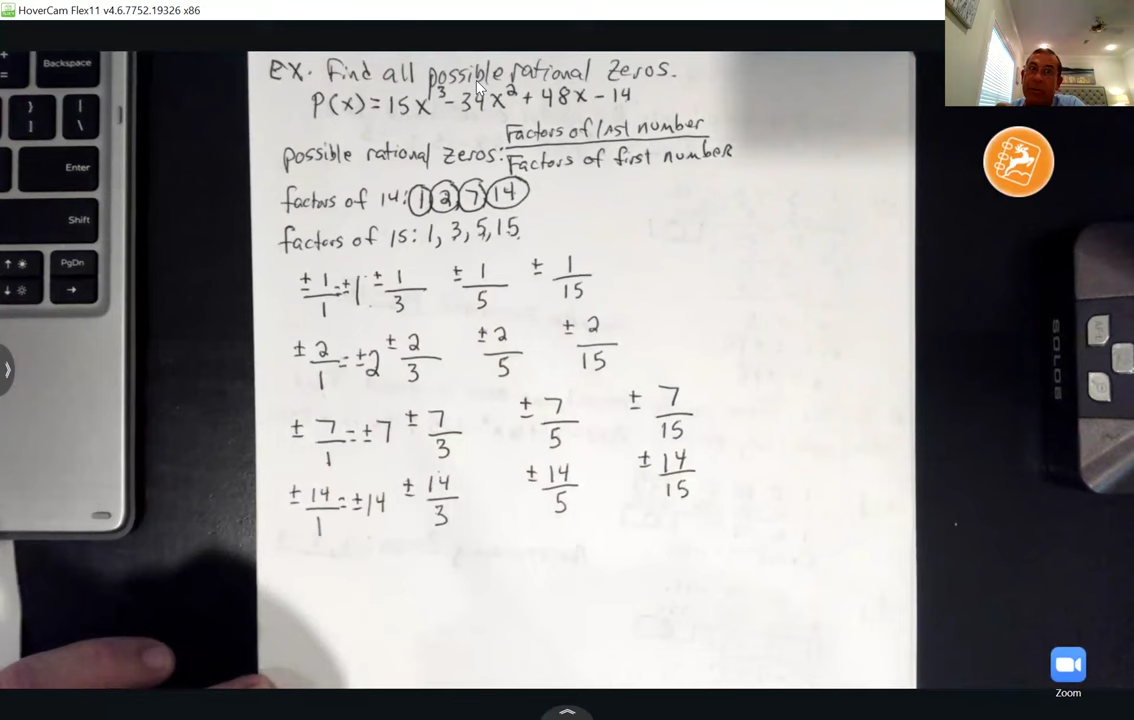 HoverCam Flex11 v4.6.7752.19326 x86
Backspace
Enter
Shift
PgDn
Ex. Find all possible rational zeros.
P(x) = 15x³ - 34x² + 48x - 14
possible rational zeros: Factors of last number / Factors of first number
factors of 14: 1, 2, 7, 14
factors of 15: 1, 3, 5, 15
± 1/1 = ±1 ± 1/3 ± 1/5 ± 1/15
± 2/1 = ±2 ± 2/3 ± 2/5 ± 2/15
± 7/1 = ±7 ± 7/3 ± 7/5 ± 7/15
± 14/1 = ±14 ± 14/3 ± 14/5 ± 14/15
SOLO 8
Zoom